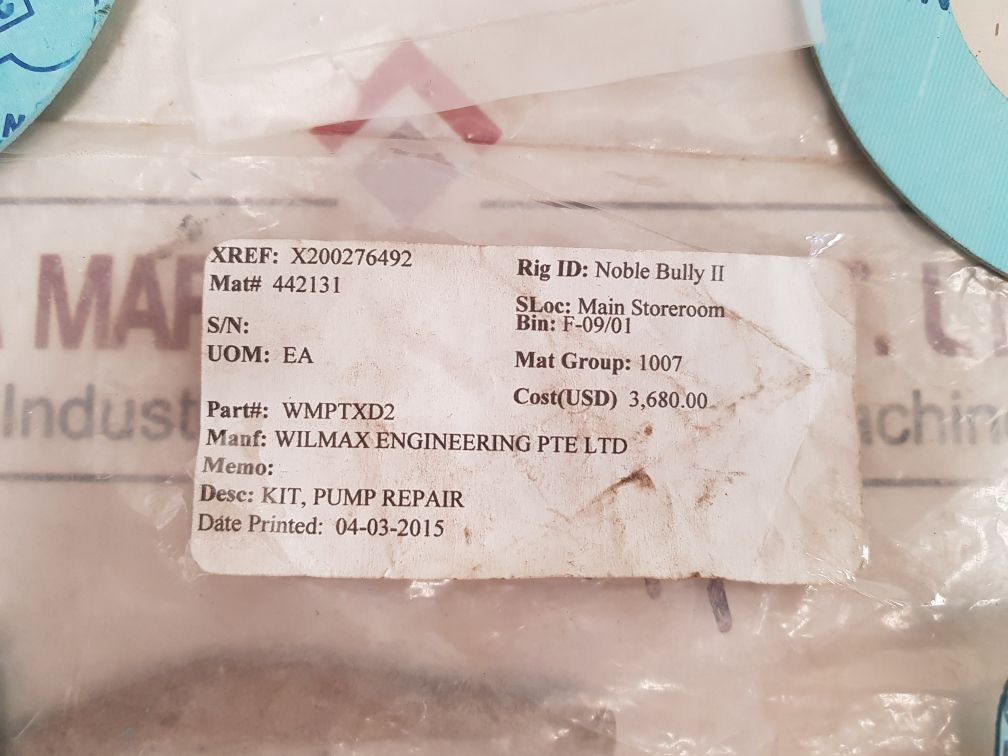 XREF: X200276492
Mat# 442131
S/N:
UOM: EA
Part#: WMPTXD2
Manf: WILMAX ENGINEERING PTE LTD
Memo:
Desc: KIT, PUMP REPAIR
Date Printed: 04-03-2015
Rig ID: Noble Bully II
SLoc: Main Storeroom
Bin: F-09/01
Mat Group: 1007
Cost(USD) 3,680.00